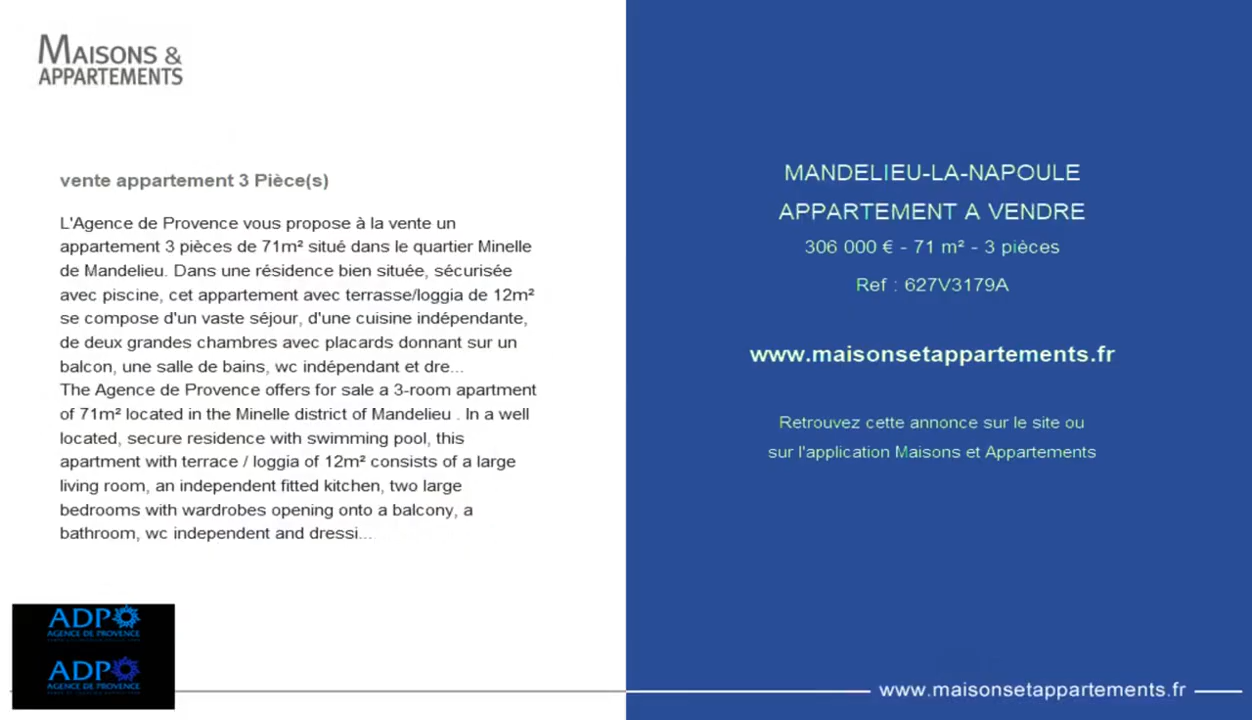 MAISONS &
APPARTEMENTS
vente appartement 3 Pièce(s)
L'Agence de Provence vous propose à la vente un
appartement 3 pièces de 71m² situé dans le quartier Minelle
de Mandelieu. Dans une résidence bien située, sécurisée
avec piscine, cet appartement avec terrasse/loggia de 12m²
se compose d'un vaste séjour, d'une cuisine indépendante,
de deux grandes chambres avec placards donnant sur un
balcon, une salle de bains, wc indépendant et dre...
The Agence de Provence offers for sale a 3-room apartment
of 71m² located in the Minelle district of Mandelieu . In a well
located, secure residence with swimming pool, this
apartment with terrace / loggia of 12m² consists of a large
living room, an independent fitted kitchen, two large
bedrooms with wardrobes opening onto a balcony, a
bathroom, wc independent and dressi...
ADP
AGENCE DE PROVENCE
ADP
AGENCE DE PROVENCE
MANDELIEU-LA-NAPOULE
APPARTEMENT A VENDRE
306 000 € - 71 m² - 3 pièces
Ref : 627V3179A
www.maisonsetappartements.fr
Retrouvez cette annonce sur le site ou
sur l'application Maisons et Appartements
www.maisonsetappartements.fr